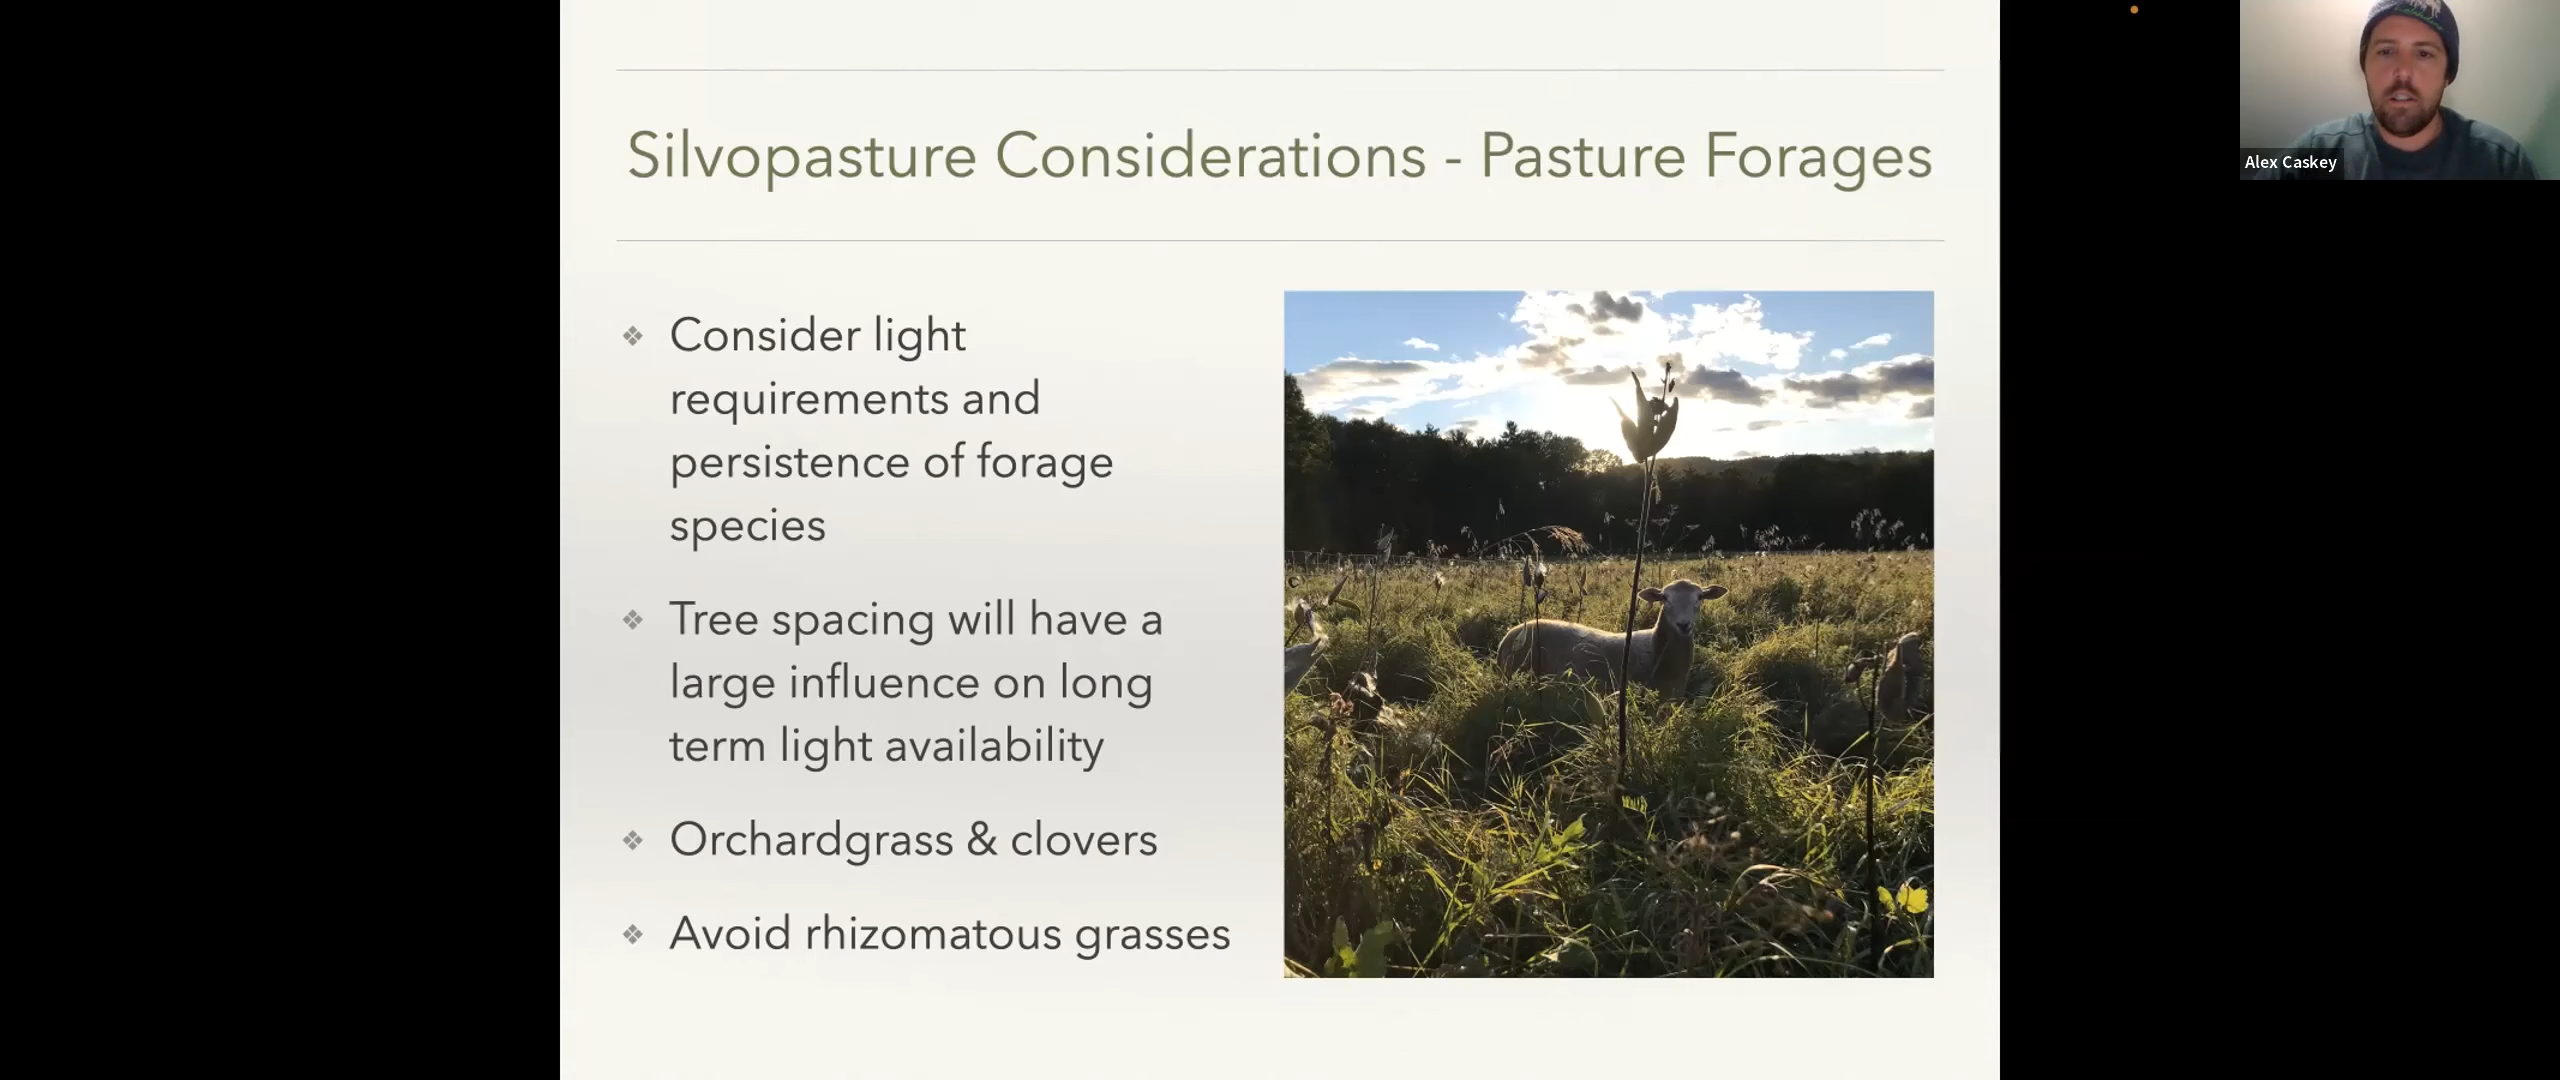 Silvopasture Considerations - Pasture Forages
❖ Consider light
requirements and
persistence of forage
species
❖ Tree spacing will have a
large influence on long
term light availability
❖ Orchardgrass & clovers
❖ Avoid rhizomatous grasses
Alex Caskey